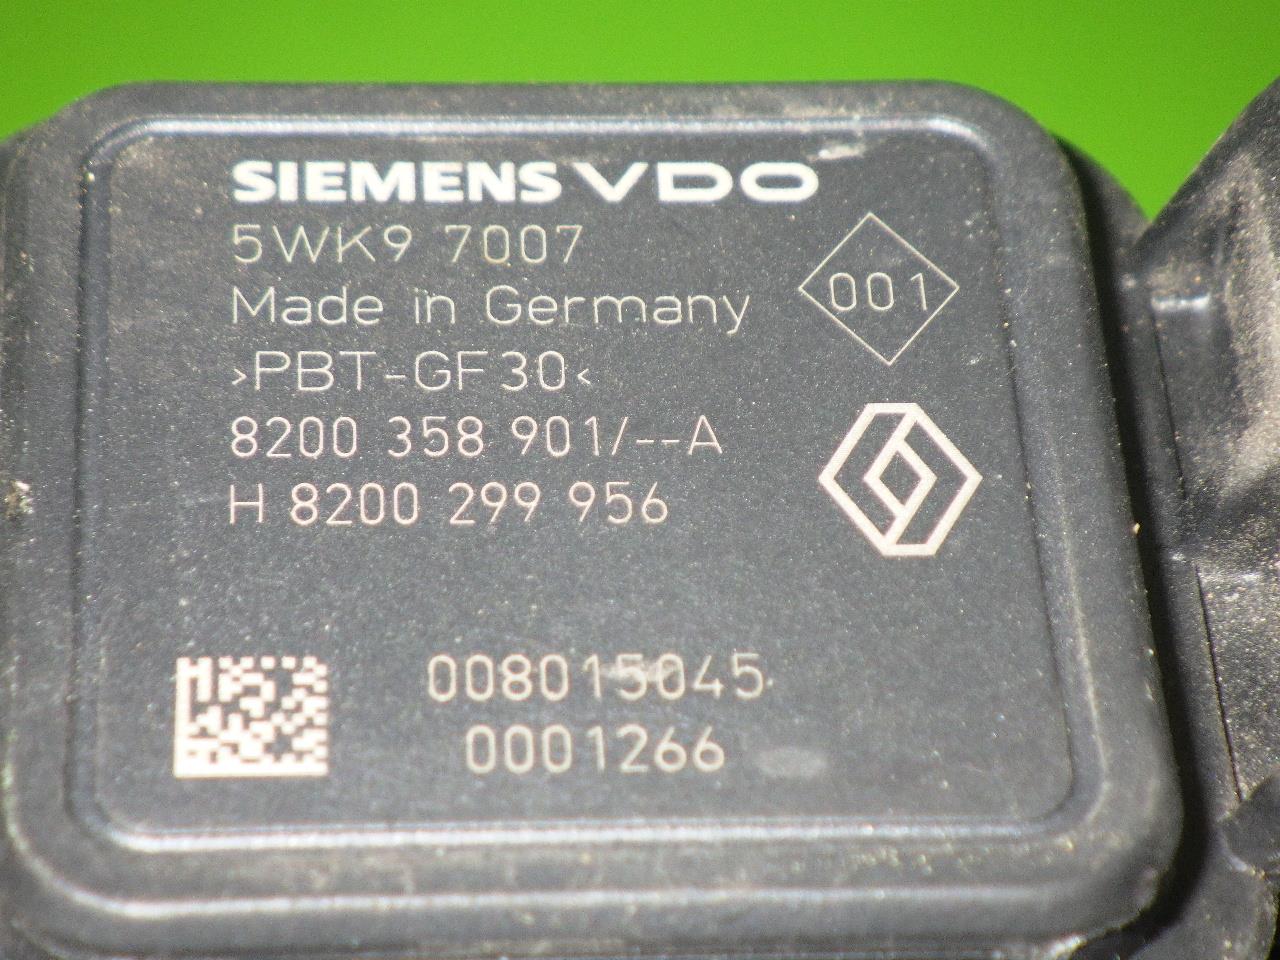 SIEMENS VDO
5WK9 7007
Made in Germany
001
>PBT-GF30<
8200 358 901/--A
H 8200 299 956
008015045
0001266